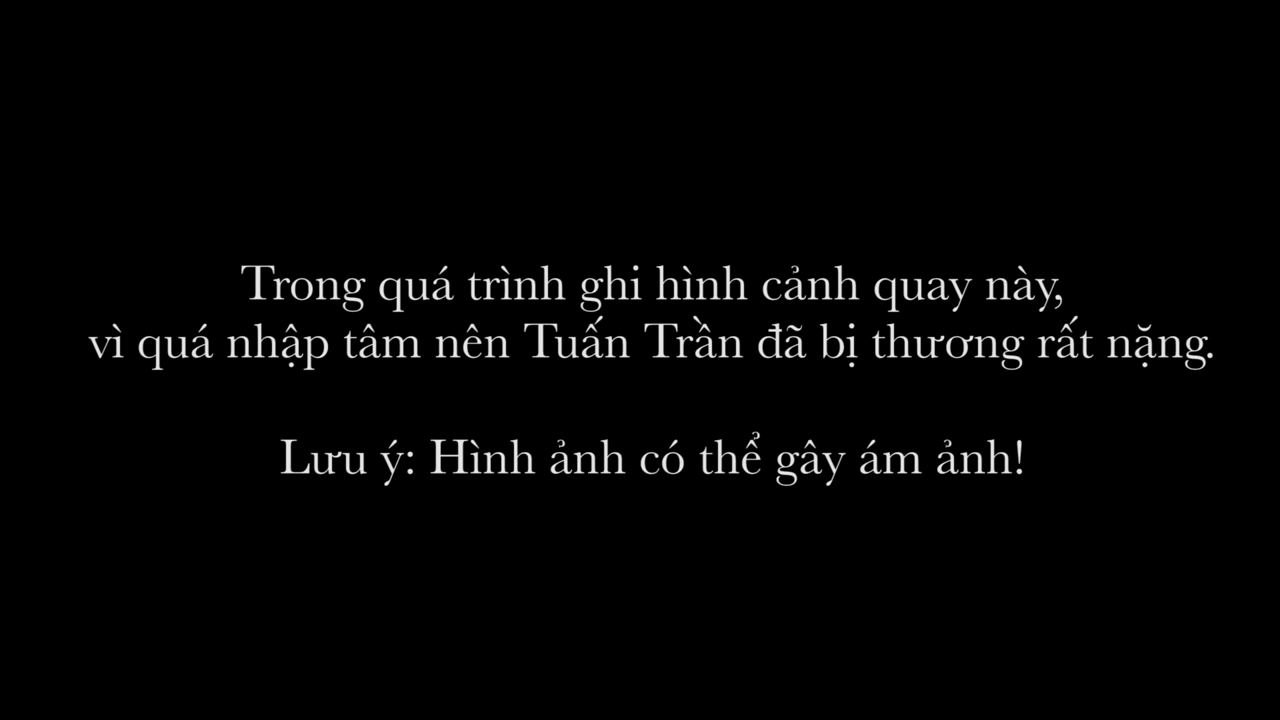 Trong quá trình ghi hình cảnh quay này,
vì quá nhập tâm nên Tuấn Trần đã bị thương rất nặng.
Lưu ý: Hình ảnh có thể gây ám ảnh!